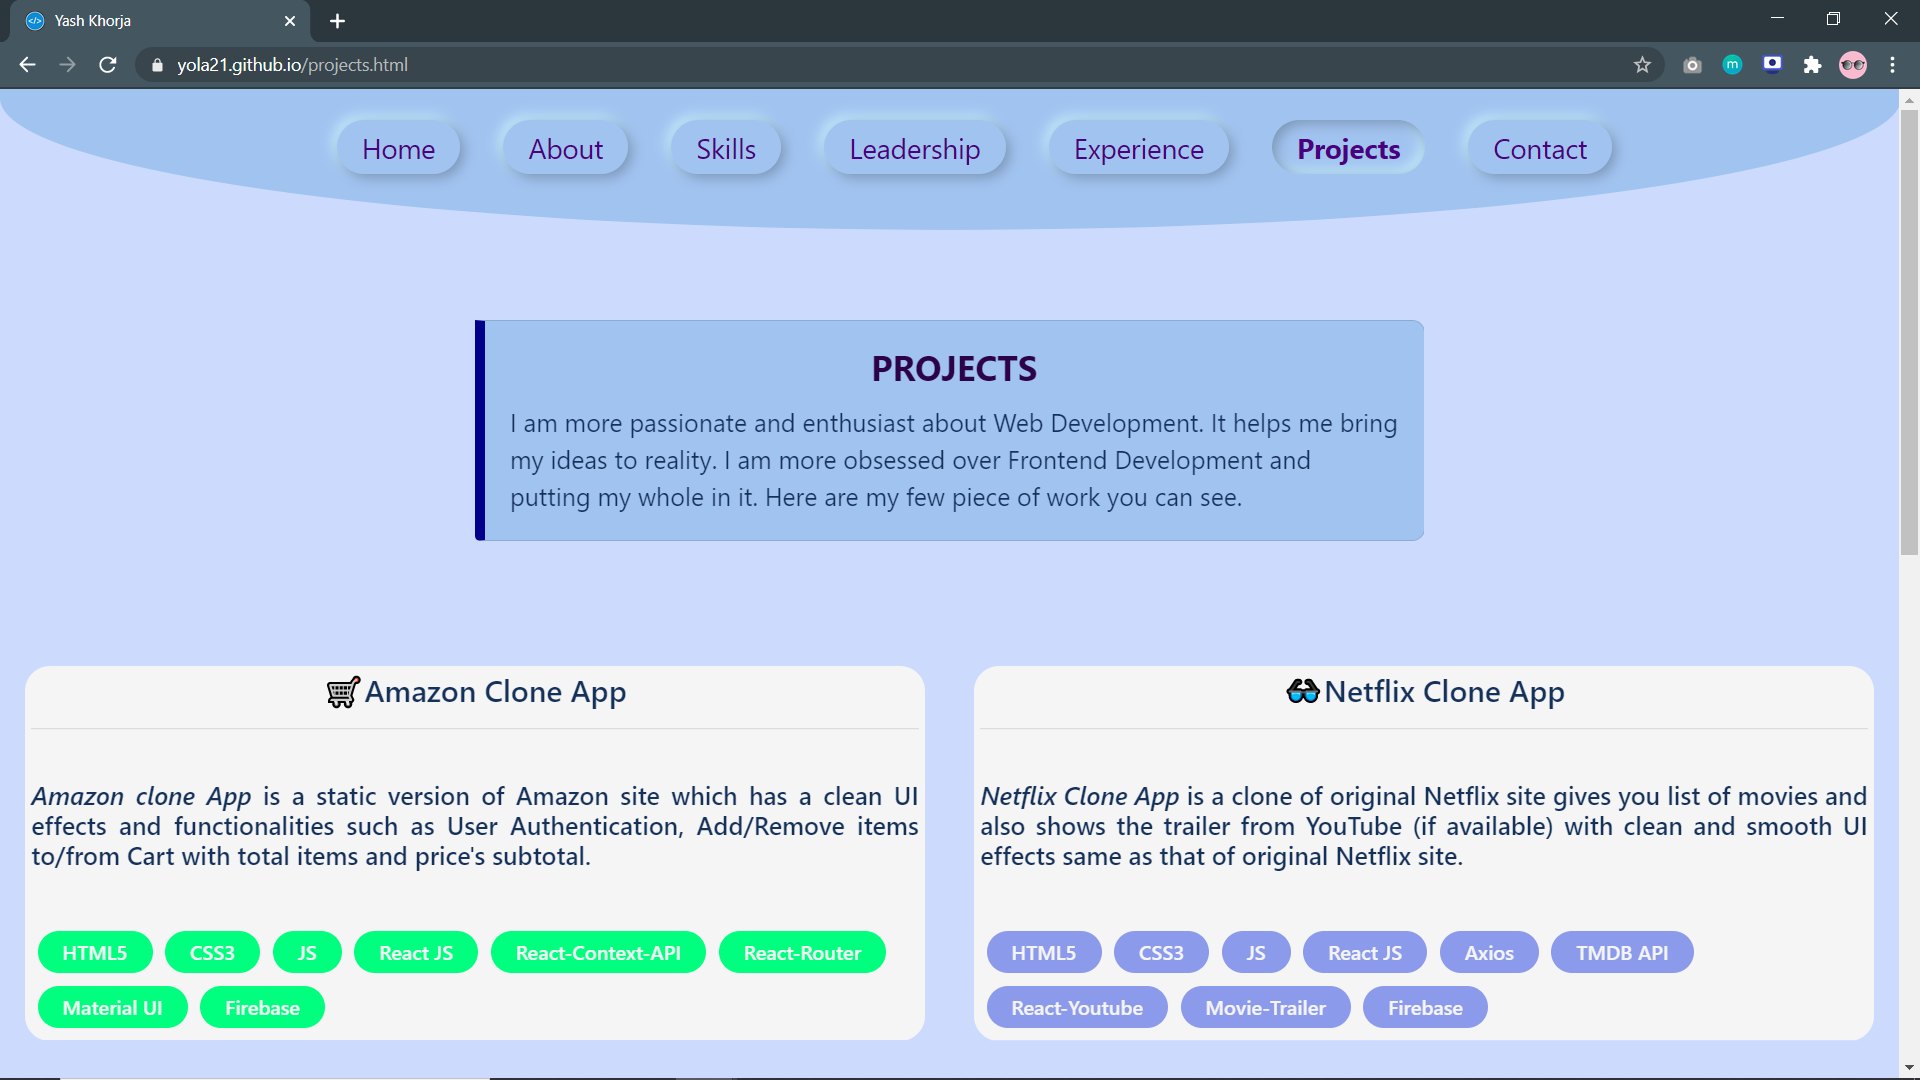 Yash Khorja
yola21.github.io/projects.html
m
Home About Skills Leadership Experience Projects Contact
PROJECTS
I am more passionate and enthusiast about Web Development. It helps me bring
my ideas to reality. I am more obsessed over Frontend Development and
putting my whole in it. Here are my few piece of work you can see.
Amazon Clone App
Amazon clone App is a static version of Amazon site which has a clean UI
effects and functionalities such as User Authentication, Add/Remove items
to/from Cart with total items and price's subtotal.
HTML5 CSS3 JS React JS React-Context-API React-Router
Material UI Firebase
Netflix Clone App
Netflix Clone App is a clone of original Netflix site gives you list of movies and
also shows the trailer from YouTube (if available) with clean and smooth UI
effects same as that of original Netflix site.
HTML5 CSS3 JS React JS Axios TMDB API
React-Youtube Movie-Trailer Firebase